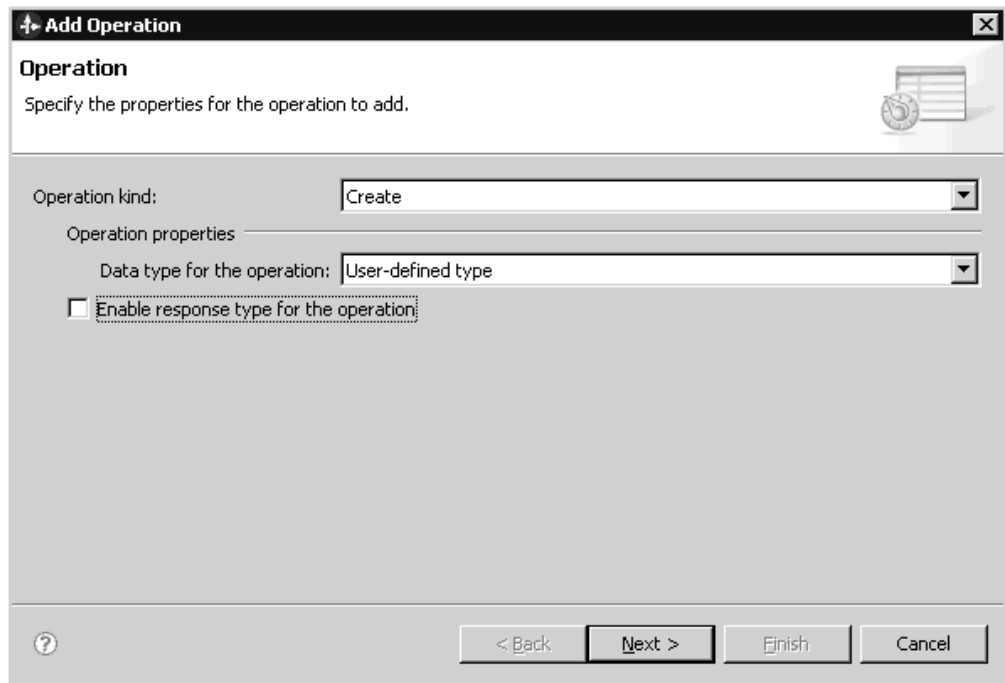 Add Operation
Operation
Specify the properties for the operation to add.
Operation kind: Create
Operation properties
Data type for the operation: User-defined type
Enable response type for the operation
< Back Next > Finish Cancel